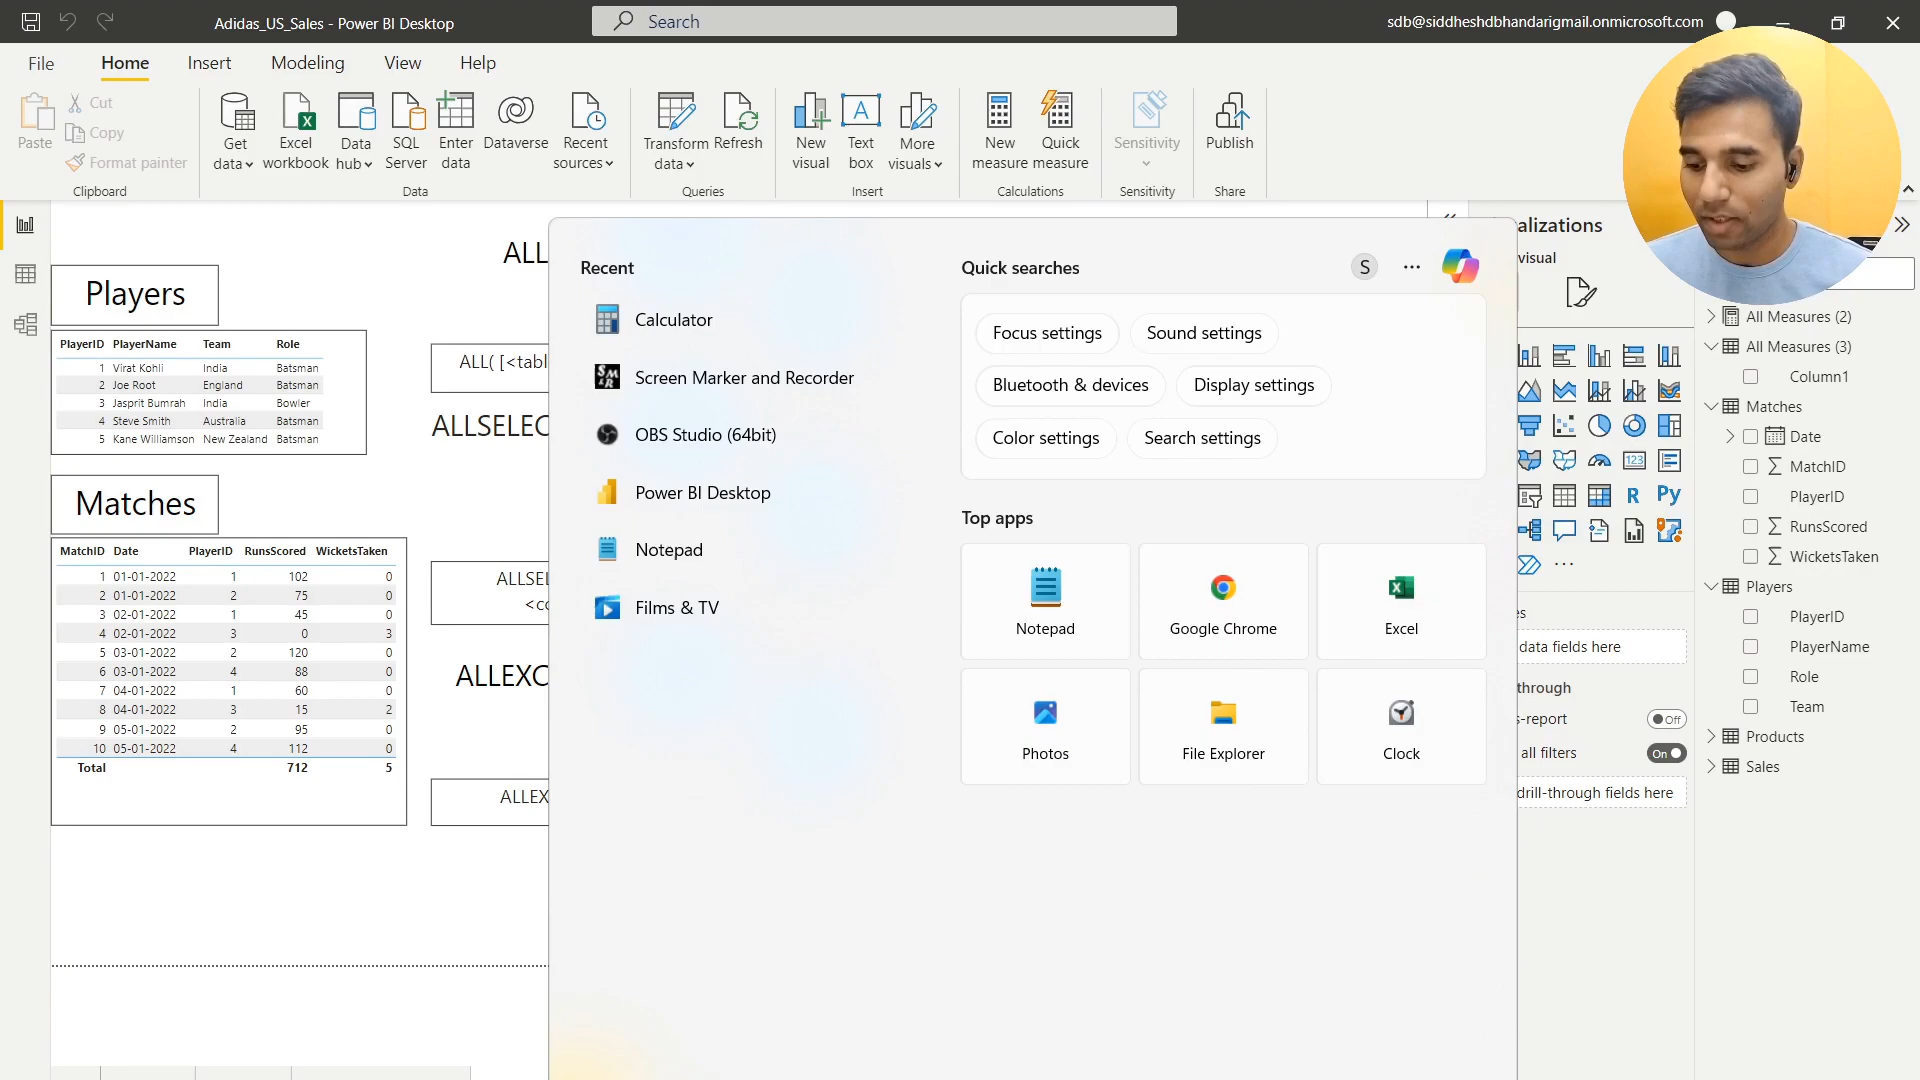 Adidas_US_Sales - Power BI Desktop
Search
sdb@siddheshdbhandarigmail.onmicrosoft.com
File
Home
Insert
Modeling
View
Help
Paste
Cut
Copy
Format painter
Clipboard
Get data
Excel workbook
Data hub
SQL Server
Enter data
Dataverse
Recent sources
Data
Transform data
Refresh
Queries
New visual
A
Text box
More visuals
Insert
New measure
Quick measure
Calculations
Sensitivity
Sensitivity
Publish
Share
Players
PlayerID PlayerName Team Role
1 Virat Kohli India Batsman
2 Joe Root England Batsman
3 Jasprit Bumrah India Bowler
4 Steve Smith Australia Batsman
5 Kane Williamson New Zealand Batsman
Matches
MatchID Date PlayerID RunsScored WicketsTaken
1 01-01-2022 1 102 0
2 01-01-2022 2 75 0
3 02-01-2022 1 45 0
4 02-01-2022 3 0 3
5 03-01-2022 2 120 0
6 03-01-2022 4 88 0
7 04-01-2022 1 60 0
8 04-01-2022 3 15 2
9 05-01-2022 2 95 0
10 05-01-2022 4 112 0
Total 712 5
ALL
ALL( [<tabl
ALLSELEC
ALLSEL
<co
ALLEXC
ALLEX
Recent
Calculator
Screen Marker and Recorder
OBS Studio (64bit)
Power BI Desktop
Notepad
Films & TV
Quick searches
S
Focus settings
Sound settings
Bluetooth & devices
Display settings
Color settings
Search settings
Top apps
Notepad
Google Chrome
Excel
Photos
File Explorer
Clock
alizations
visual
123
R
Py
es
data fields here
through
s-report
Off
all filters
On
drill-through fields here
All Measures (2)
All Measures (3)
Column1
Matches
Date
MatchID
PlayerID
RunsScored
WicketsTaken
Players
PlayerID
PlayerName
Role
Team
Products
Sales